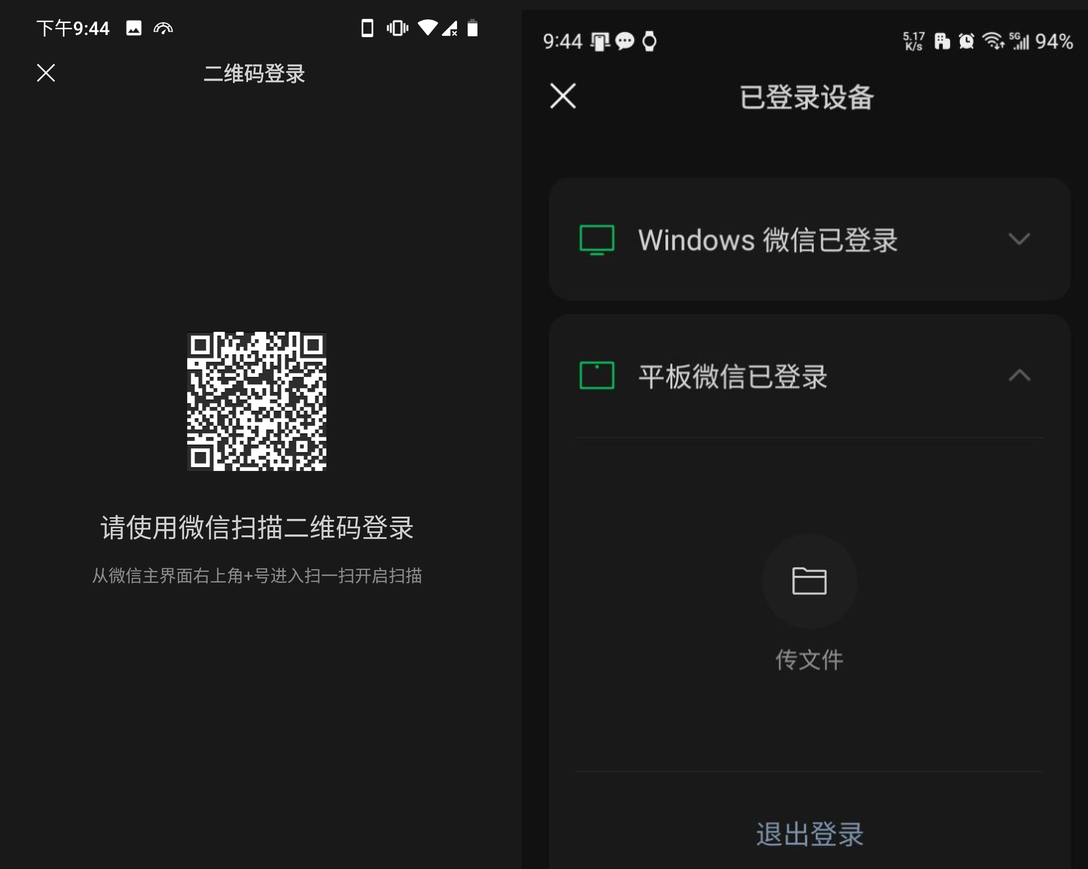 下午9:44
二维码登录
请使用微信扫描二维码登录
从微信主界面右上角+号进入扫一扫开启扫描
9:44
5.17 K/s
5G
94%
已登录设备
Windows 微信已登录
平板微信已登录
传文件
退出登录